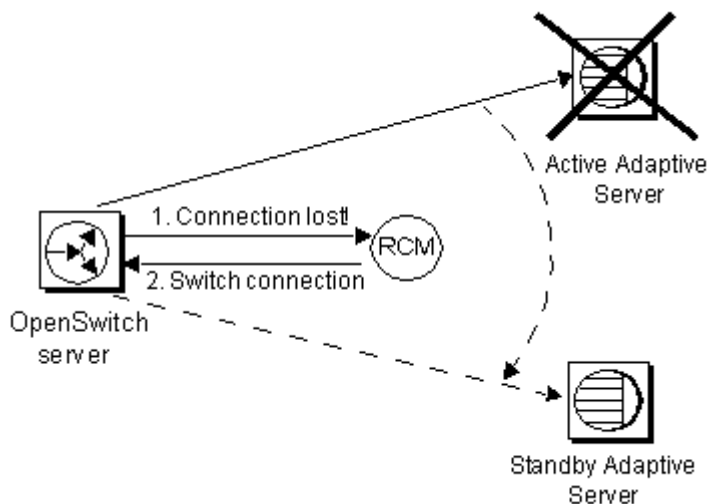 Active Adaptive
Server
1. Connection lost!
RCM
2. Switch connection
OpenSwitch
server
Standby Adaptive
Server